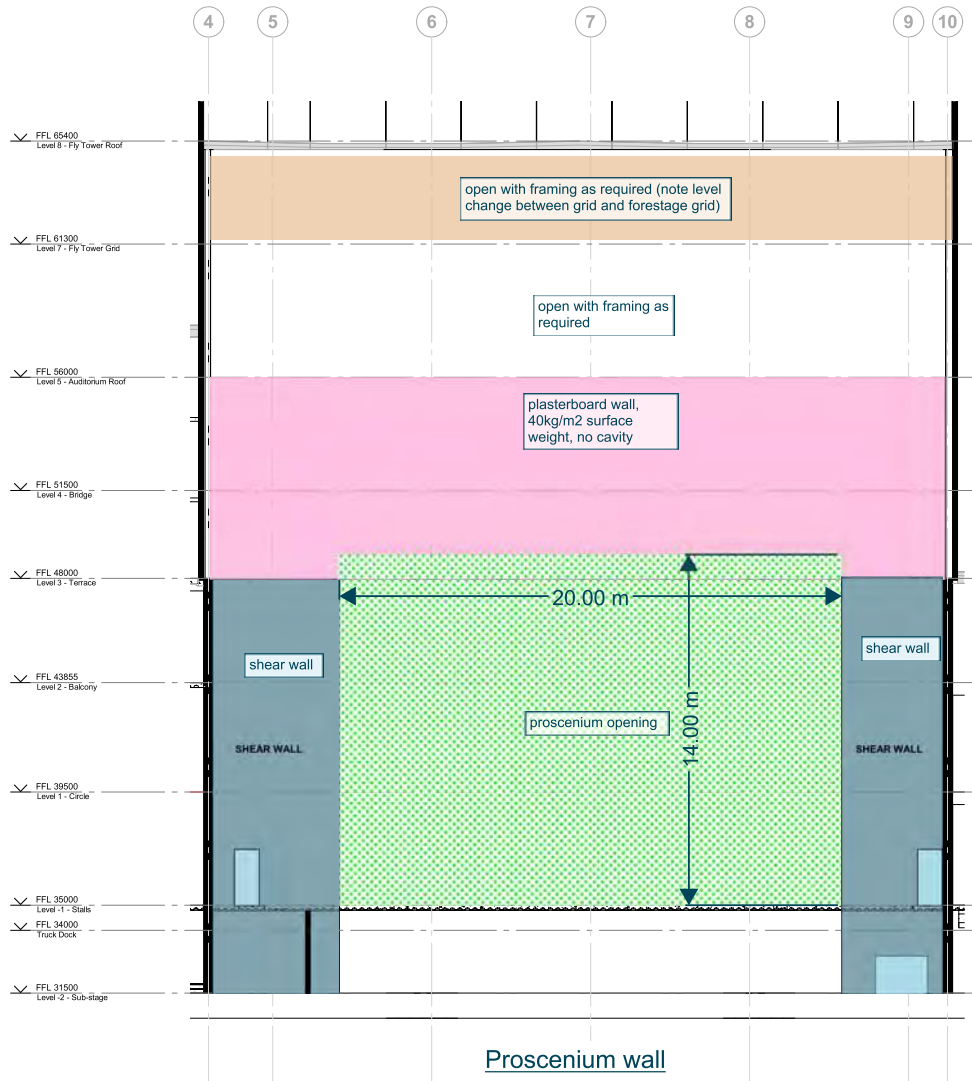 4 5 6 7 8 9 10
FFL 65400
Level 8 - Fly Tower Roof
open with framing as required (note level
change between grid and forestage grid)
FFL 61300
Level 7 - Fly Tower Grid
open with framing as
required
FFL 56000
Level 5 - Auditorium Roof
plasterboard wall,
40kg/m2 surface
weight, no cavity
FFL 51500
Level 4 - Bridge
FFL 48000
Level 3 - Terrace
20.00 m
shear wall
shear wall
FFL 43855
Level 2 - Balcony
proscenium opening
14.00 m
SHEAR WALL
SHEAR WALL
FFL 39500
Level 1 - Circle
FFL 35000
Level -1 - Stalls
FFL 34000
Truck Dock
FFL 31500
Level -2 - Sub-stage
Proscenium wall